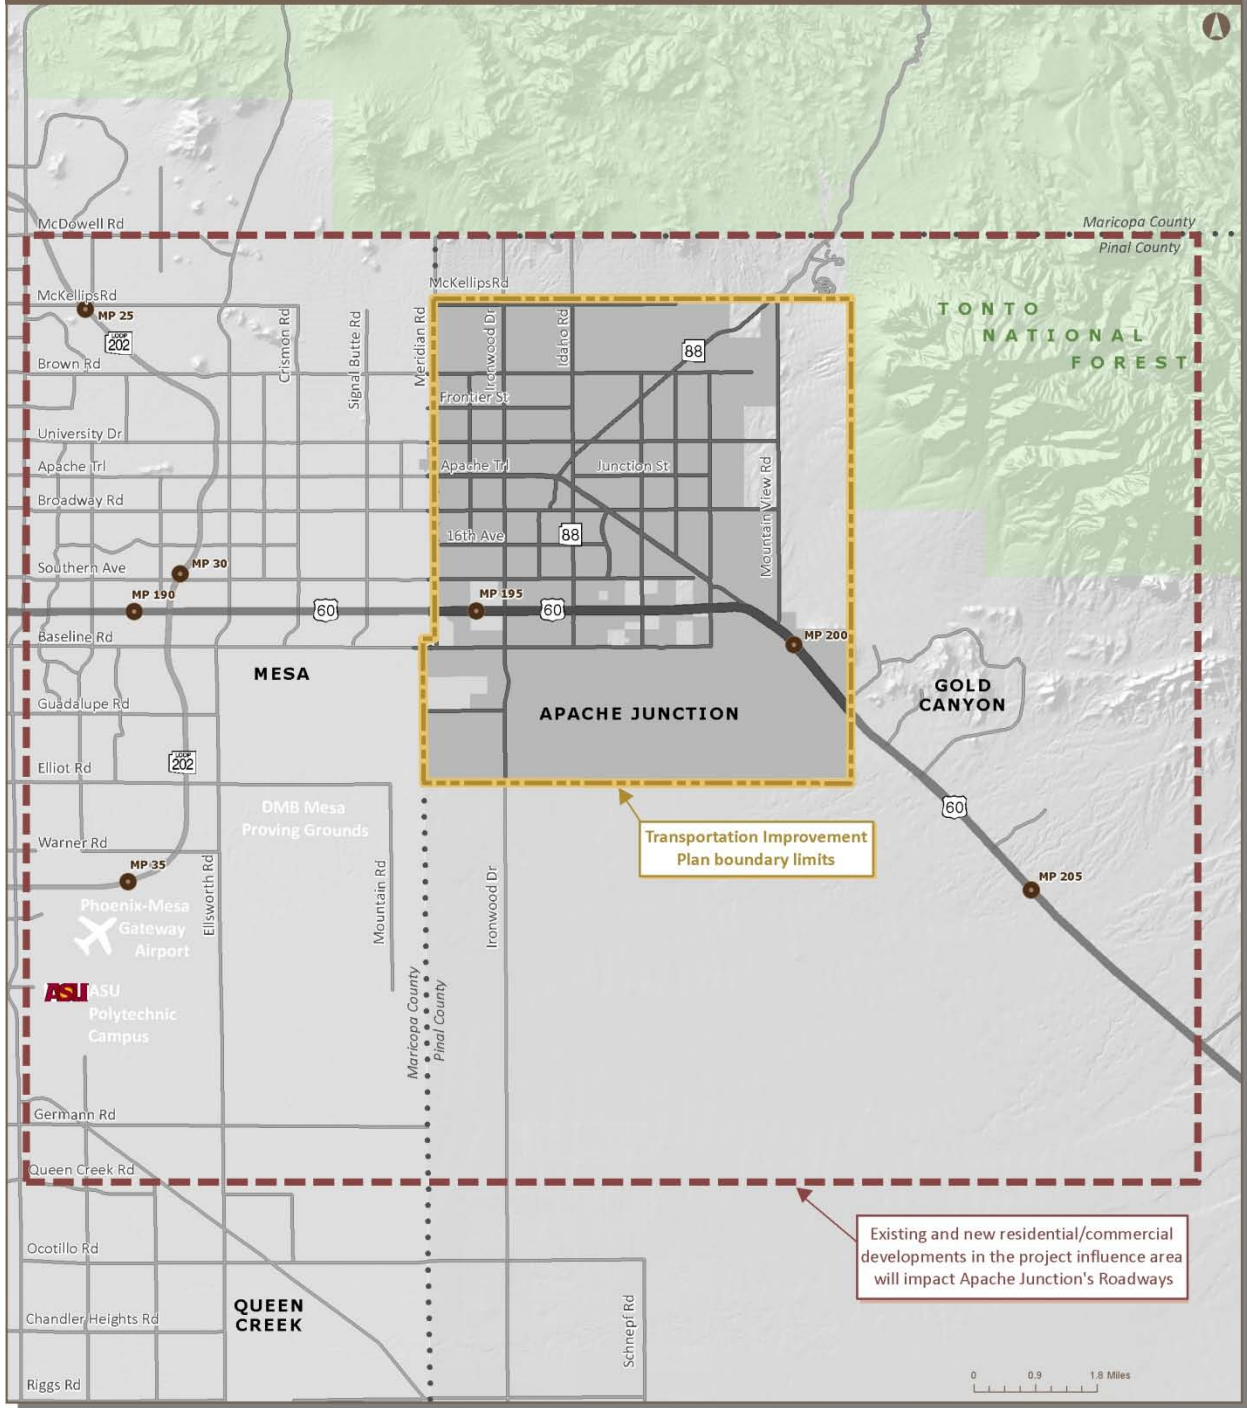 McDowell Rd
Maricopa County
Pinal County
McKellipsRd
McKellipsRd
MP 25
LOOP
202
TONTO
NATIONAL
FOREST
Crismon Rd
Signal Butte Rd
Meridian Rd
Ironwood Dr
Idaho Rd
88
Brown Rd
Frontier St
University Dr
Apache Trl
Apache Trl
Junction St
Broadway Rd
Mountain View Rd
16th Ave
88
Southern Ave
MP 30
MP 190
60
MP 195
60
Baseline Rd
MP 200
MESA
GOLD
CANYON
Guadalupe Rd
APACHE JUNCTION
LOOP
202
Elliot Rd
DMB Mesa
Proving Grounds
60
Transportation Improvement
Plan boundary limits
Warner Rd
MP 35
Ellsworth Rd
Mountain Rd
Ironwood Dr
MP 205
Phoenix-Mesa
Gateway
Airport
ASU
ASU
Polytechnic
Campus
Maricopa County
Pinal County
Germann Rd
Queen Creek Rd
Existing and new residential/commercial
developments in the project influence area
will impact Apache Junction's Roadways
Ocotillo Rd
QUEEN
CREEK
Chandler Heights Rd
Schnepf Rd
Riggs Rd
0 0.9 1.8 Miles